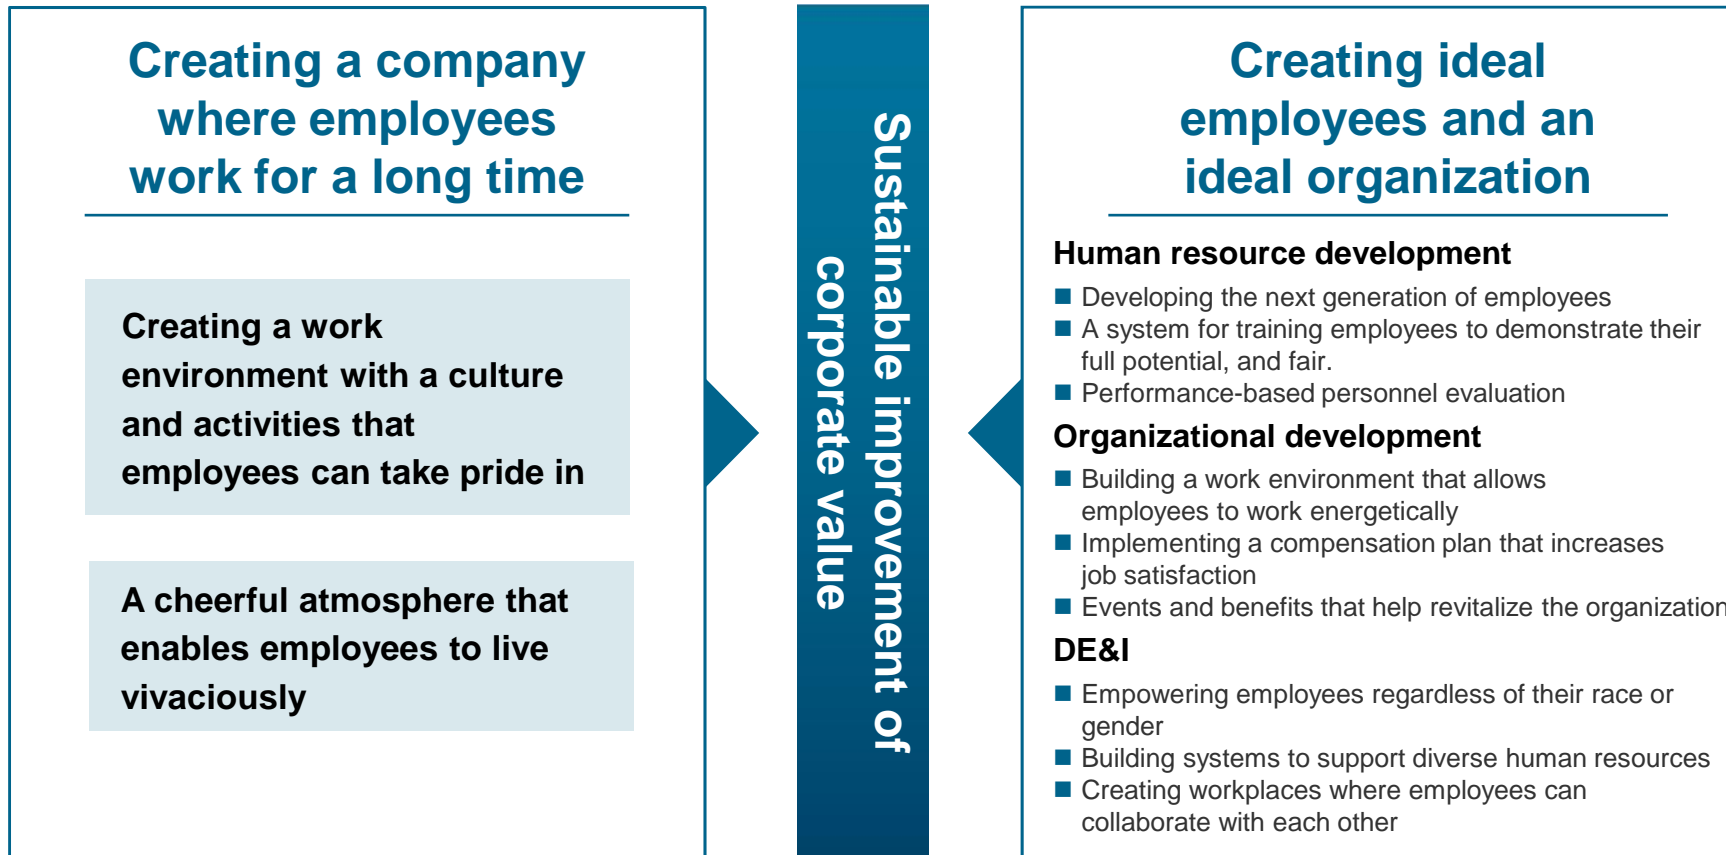 Creating a company
where employees
work for a long time
Creating a work
environment with a culture
and activities that
employees can take pride in
A cheerful atmosphere that
enables employees to live
vivaciously
Sustainable improvement of
corporate value
Creating ideal
employees and an
ideal organization
Human resource development
Developing the next generation of employees
A system for training employees to demonstrate their
full potential, and fair.
Performance-based personnel evaluation
Organizational development
Building a work environment that allows
employees to work energetically
Implementing a compensation plan that increases
job satisfaction
Events and benefits that help revitalize the organization
DE&I
Empowering employees regardless of their race or
gender
Building systems to support diverse human resources
Creating workplaces where employees can
collaborate with each other